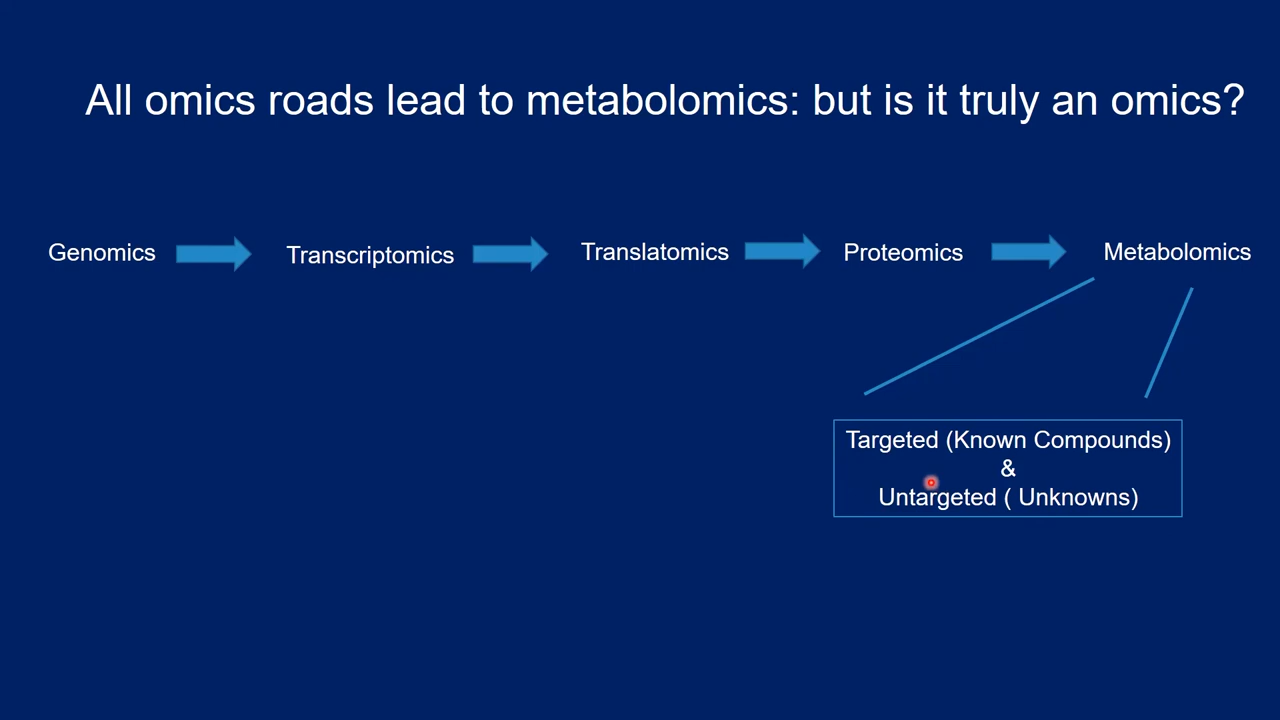 All omics roads lead to metabolomics: but is it truly an omics?
Genomics
Transcriptomics
Translatomics
Proteomics
Metabolomics
Targeted (Known Compounds)
&
Untargeted ( Unknowns)